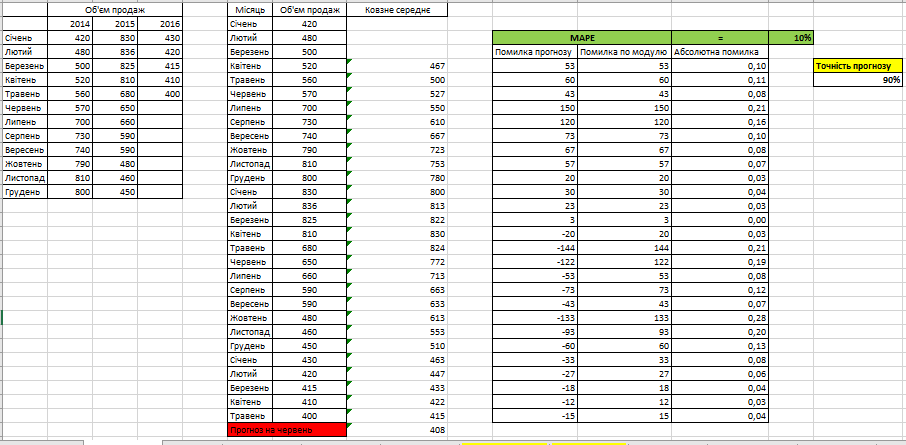 Об'єм продаж Місяць Об'єм продаж Ковзне середнє
2014 2015 2016 Січень 420
Січень 420 830 430 Лютий 480 MAPE = 10%
Лютий 480 836 420 Березень 500 Помилка прогнозу Помилка по модулю Абсолютна помилка
Березень 500 825 415 Квітень 520 467 53 53 0,10 Точність прогнозу
Квітень 520 810 410 Травень 560 500 60 60 0,11 90%
Травень 560 680 400 Червень 570 527 43 43 0,08
Червень 570 650 Липень 700 550 150 150 0,21
Липень 700 660 Серпень 730 610 120 120 0,16
Серпень 730 590 Вересень 740 667 73 73 0,10
Вересень 740 590 Жовтень 790 723 67 67 0,08
Жовтень 790 480 Листопад 810 753 57 57 0,07
Листопад 810 460 Грудень 800 780 20 20 0,03
Грудень 800 450 Січень 830 800 30 30 0,04
Лютий 836 813 23 23 0,03
Березень 825 822 3 3 0,00
Квітень 810 830 -20 20 0,03
Травень 680 824 -144 144 0,21
Червень 650 772 -122 122 0,19
Липень 660 713 -53 53 0,08
Серпень 590 663 -73 73 0,12
Вересень 590 633 -43 43 0,07
Жовтень 480 613 -133 133 0,28
Листопад 460 553 -93 93 0,20
Грудень 450 510 -60 60 0,13
Січень 430 463 -33 33 0,08
Лютий 420 447 -27 27 0,06
Березень 415 433 -18 18 0,04
Квітень 410 422 -12 12 0,03
Травень 400 415 -15 15 0,04
Прогноз на червень 408